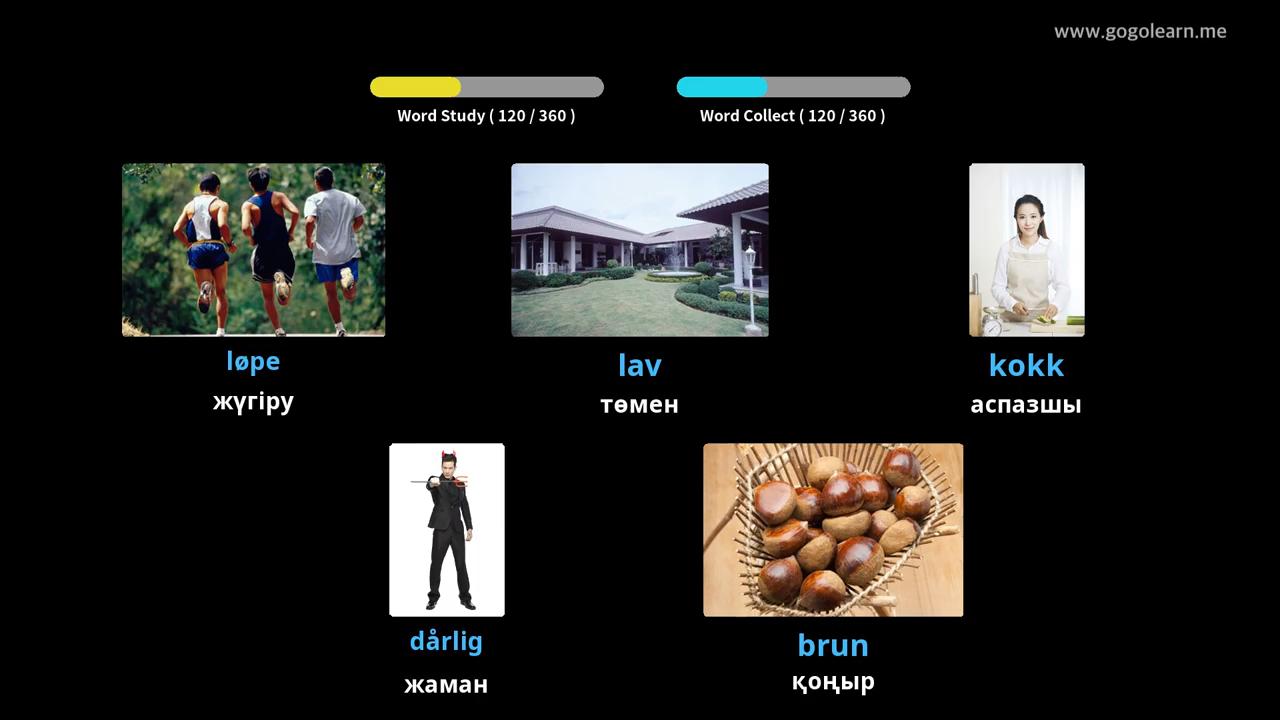 www.gogolearn.me
Word Study ( 120 / 360 )
Word Collect ( 120 / 360 )
løpe
жүгіру
lav
төмен
kokk
аспазшы
dårlig
жаман
brun
қоңыр